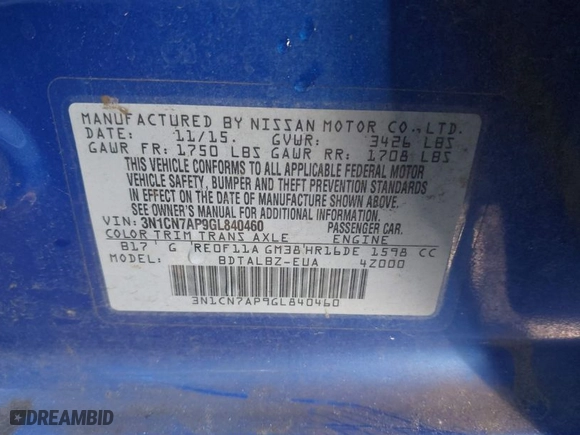 MANUFACTURED BY NISSAN MOTOR CO.,LTD.
DATE: 11/15. GVWR: 3426 LBS
GAWR FR: 1750 LBS GAWR RR: 1708 LBS
THIS VEHICLE CONFORMS TO ALL APPLICABLE FEDERAL MOTOR
VEHICLE SAFETY, BUMPER AND THEFT PREVENTION STANDARDS
IN EFFECT ON THE DATE OF MANUFACTURE SHOWN ABOVE.
SEE OWNER'S MANUAL FOR ADDITIONAL INFORMATION
VIN: 3N1CN7AP9GL840460 PASSENGER CAR.
COLOR TRIM TRANS AXLE ENGINE
B17 G RE0F11A GM38 HR16DE 1598 CC
MODEL: BDTALBZ-EUA 42000
3N1CN7AP9GL840460
DREAMBID